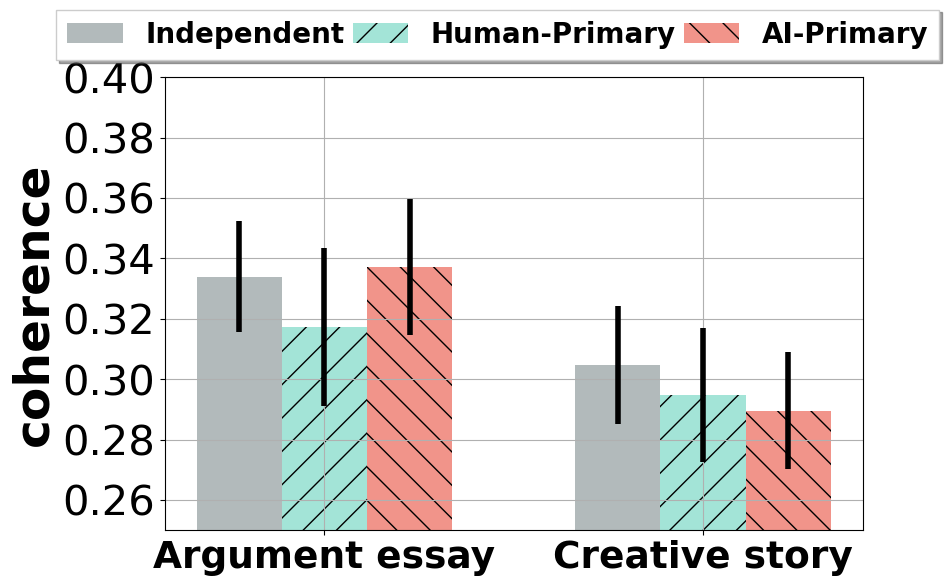 Independent Human-Primary AI-Primary
0.40
0.38
0.36
0.34
0.32
0.30
0.28
0.26
coherence
Argument essay Creative story